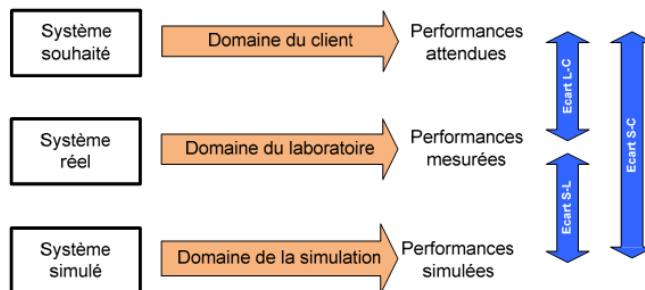 Système
souhaité
Domaine du client
Performances
attendues
Ecart L-C
Ecart S-C
Système
réel
Domaine du laboratoire
Performances
mesurées
Ecart S-L
Système
simulé
Domaine de la simulation
Performances
simulées